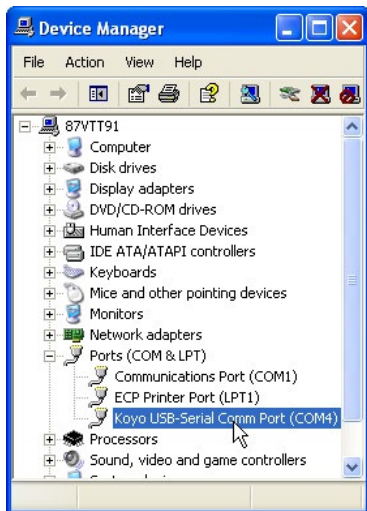 Device Manager
File Action View Help
87VTT91
Computer
Disk drives
Display adapters
DVD/CD-ROM drives
Human Interface Devices
IDE ATA/ATAPI controllers
Keyboards
Mice and other pointing devices
Monitors
Network adapters
Ports (COM & LPT)
Communications Port (COM1)
ECP Printer Port (LPT1)
Koyo USB-Serial Comm Port (COM4)
Processors
Sound, video and game controllers